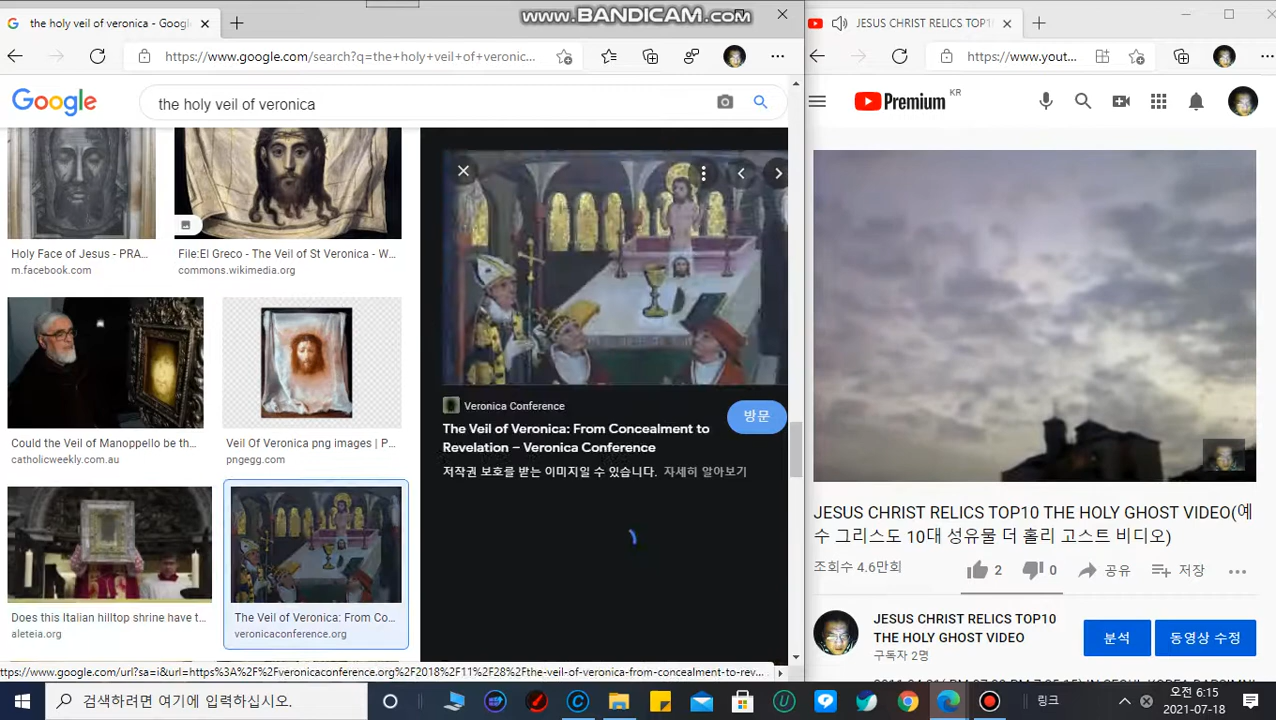 the holy veil of veronica - Googl
www.BANDICAM.com
https://www.google.com/search?q=the+holy+veil+of+veronic...
Google
the holy veil of veronica
Holy Face of Jesus - PRA...
m.facebook.com
File:El Greco - The Veil of St Veronica - W...
commons.wikimedia.org
Could the Veil of Manoppello be th...
catholicweekly.com.au
Veil Of Veronica png images | P...
pngegg.com
Does this Italian hilltop shrine have t...
aleteia.org
The Veil of Veronica: From Co...
veronicaconference.org
Veronica Conference
방문
The Veil of Veronica: From Concealment to
Revelation – Veronica Conference
저작권 보호를 받는 이미지일 수 있습니다. 자세히 알아보기
https://www.google.com/url?sa=i&url=https%3A%2F%2Fveronicaconference.org%2F2018%2F11%2F28%2Fthe-veil-of-veronica-from-concealment-to-rev...
JESUS CHRIST RELICS TOP1
https://www.yout...
Premium KR
JESUS CHRIST RELICS TOP10 THE HOLY GHOST VIDEO(예
수 그리스도 10대 성유물 더 홀리 고스트 비디오)
조회수 4.6만회
2
0
공유
저장
JESUS CHRIST RELICS TOP10
THE HOLY GHOST VIDEO
구독자 2명
분석
동영상 수정
검색하려면 여기에 입력하십시오.
링크
오전 6:15
2021-07-18